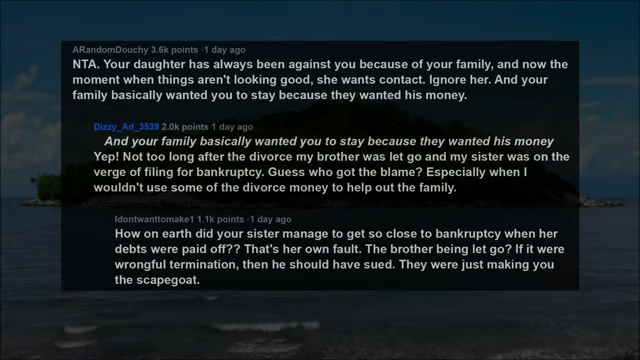 ARandomDouchy 3.6k points · 1 day ago
NTA. Your daughter has always been against you because of your family, and now the
moment when things aren't looking good, she wants contact. Ignore her. And your
family basically wanted you to stay because they wanted his money.
Dizzy_Ad_3539 2.0k points 1 day ago
And your family basically wanted you to stay because they wanted his money
Yep! Not too long after the divorce my brother was let go and my sister was on the
verge of filing for bankruptcy. Guess who got the blame? Especially when I
wouldn't use some of the divorce money to help out the family.
Idontwanttomake1 1.1k points · 1 day ago
How on earth did your sister manage to get so close to bankruptcy when her
debts were paid off?? That's her own fault. The brother being let go? If it were
wrongful termination, then he should have sued. They were just making you
the scapegoat.